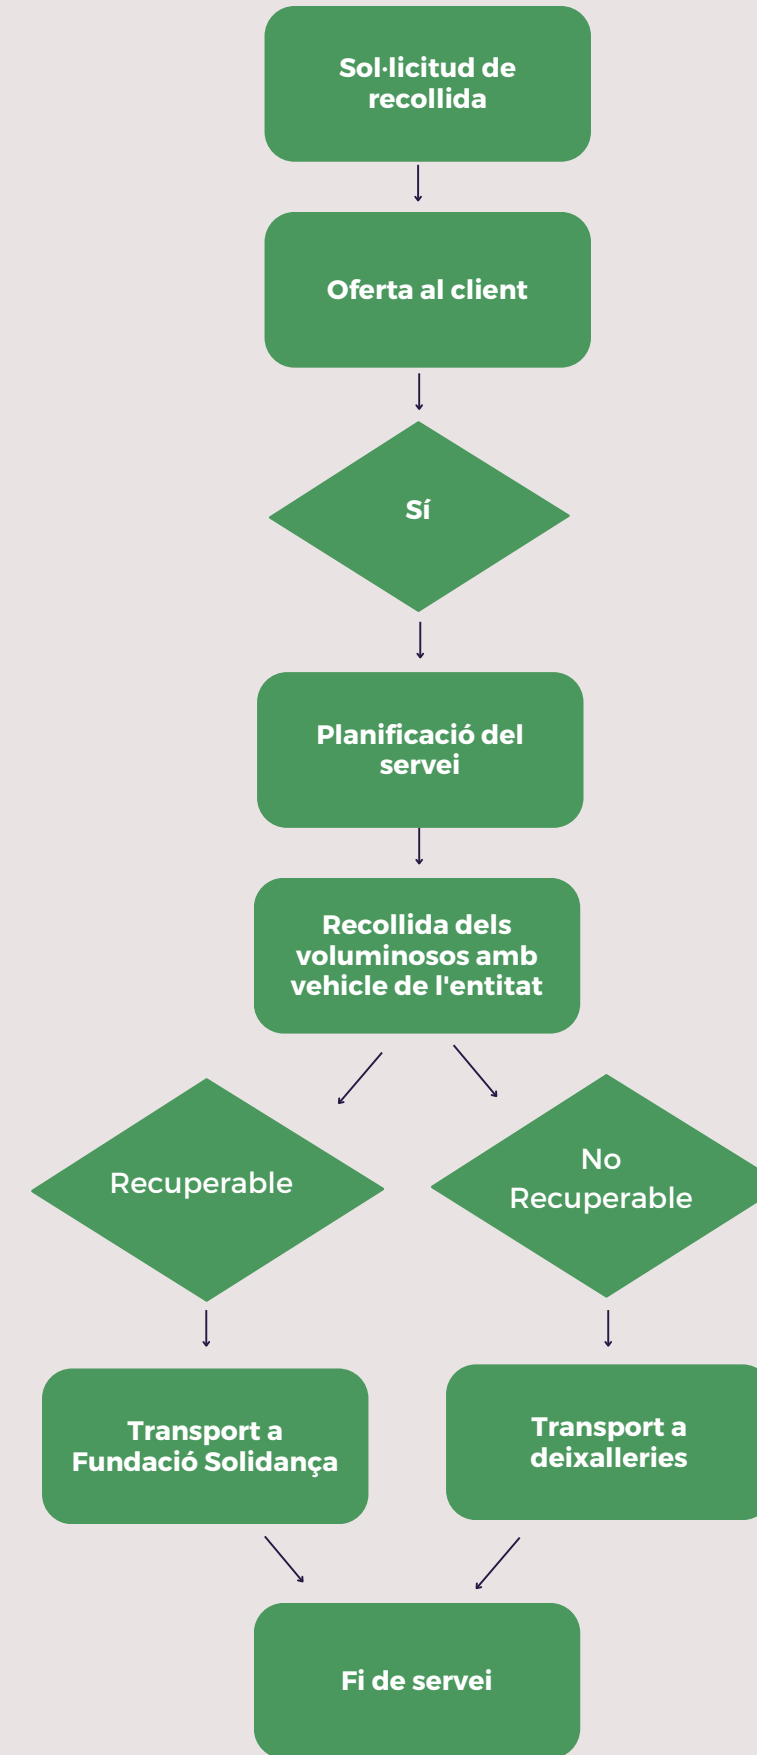 Sol·licitud de
recollida
Oferta al client
Sí
Planificació del
servei
Recollida dels
voluminosos amb
vehicle de l'entitat
Recuperable
No
Recuperable
Transport a
Fundació Solidança
Transport a
deixalleries
Fi de servei